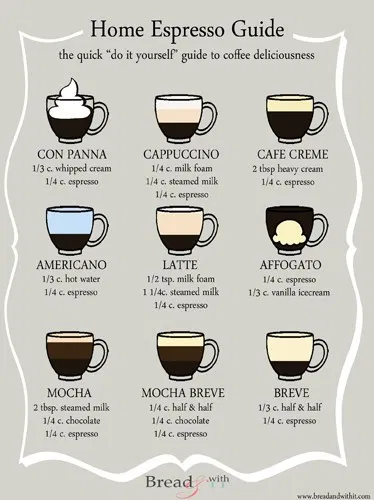 Home Espresso Guide
the quick "do it yourself" guide to coffee deliciousness
CON PANNA
1/3 c. whipped cream
1/4 c. espresso
CAPPUCCINO
1/4 c. milk foam
1/4 c. steamed milk
1/4 c. espresso
CAFE CREME
2 tbsp heavy cream
1/4 c. espresso
AMERICANO
1/3 c. hot water
1/4 c. espresso
LATTE
1/2 tsp. milk foam
1 1/4c. steamed milk
1/4 c. espresso
AFFOGATO
1/4 c. espresso
1/3 c. vanilla icecream
MOCHA
2 tbsp. steamed milk
1/4 c. chocolate
1/4 c. espresso
MOCHA BREVE
1/4 c. half & half
1/4 c. chocolate
1/4 c. espresso
BREVE
1/3 c. half & half
1/4 c. espresso
Bread & with
www.breadandwithit.com